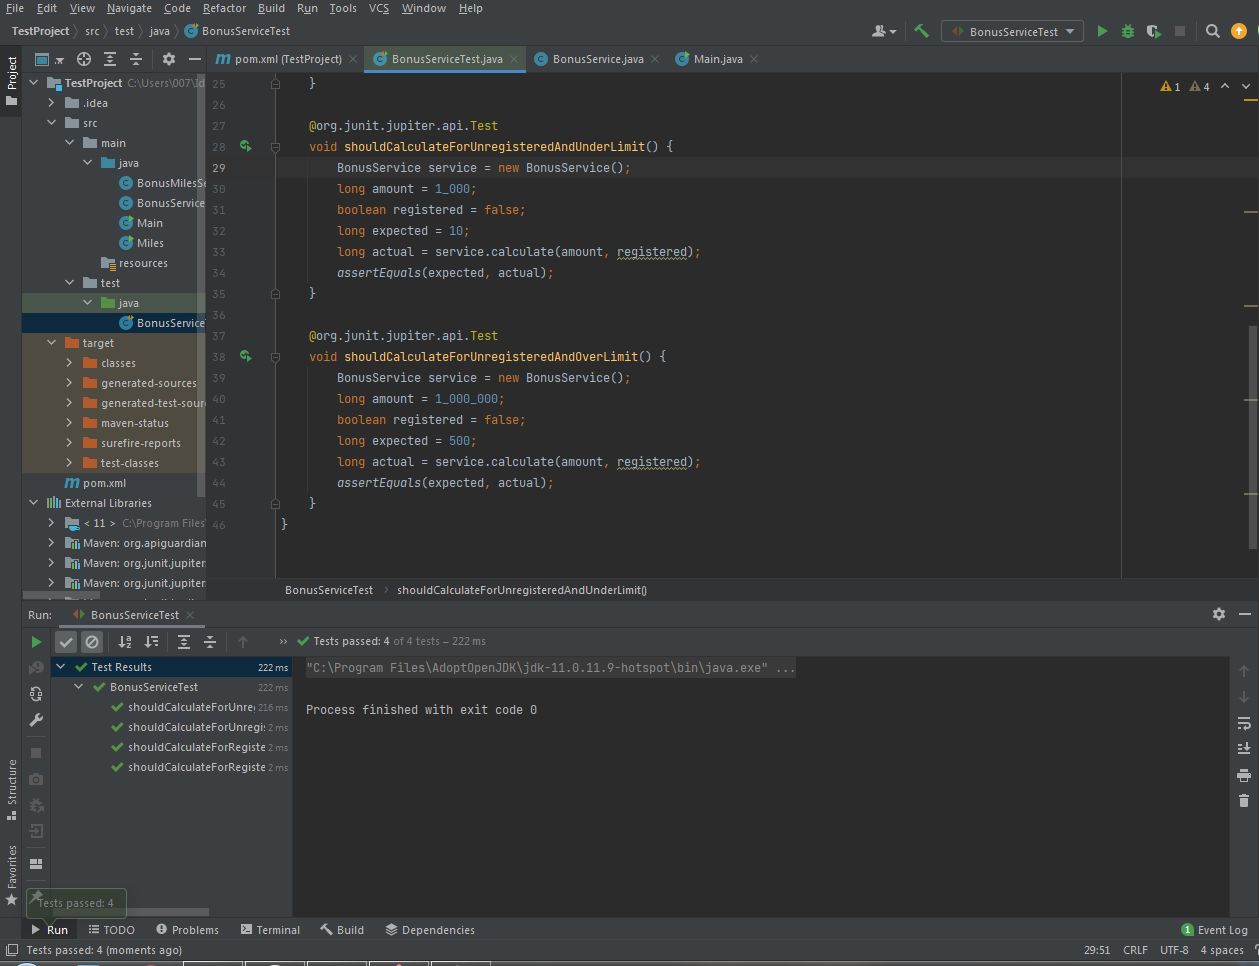 File Edit View Navigate Code Refactor Build Run Tools VCS Window Help
TestProject src test java BonusServiceTest
BonusServiceTest
Project
pom.xml (TestProject) BonusServiceTest.java BonusService.java Main.java
TestProject C:\Users\007\Id
.idea
src
main
java
BonusMilesSe
BonusService
Main
Miles
resources
test
java
BonusService
target
classes
generated-sources
generated-test-sour
maven-status
surefire-reports
test-classes
pom.xml
External Libraries
< 11 > C:\Program Files
Maven: org.apiguardian
Maven: org.junit.jupiter
Maven: org.junit.jupiter
1 4
25 }
26
27 @org.junit.jupiter.api.Test
28 void shouldCalculateForUnregisteredAndUnderLimit() {
29 BonusService service = new BonusService();
30 long amount = 1_000;
31 boolean registered = false;
32 long expected = 10;
33 long actual = service.calculate(amount, registered);
34 assertEquals(expected, actual);
35 }
36
37 @org.junit.jupiter.api.Test
38 void shouldCalculateForUnregisteredAndOverLimit() {
39 BonusService service = new BonusService();
40 long amount = 1_000_000;
41 boolean registered = false;
42 long expected = 500;
43 long actual = service.calculate(amount, registered);
44 assertEquals(expected, actual);
45 }
46 }
BonusServiceTest shouldCalculateForUnregisteredAndUnderLimit()
Run: BonusServiceTest
Tests passed: 4 of 4 tests – 222 ms
Test Results 222 ms
BonusServiceTest 222 ms
shouldCalculateForUnre 216 ms
shouldCalculateForUnregis 2 ms
shouldCalculateForRegiste 2 ms
shouldCalculateForRegiste 2 ms
"C:\Program Files\AdoptOpenJDK\jdk-11.0.11.9-hotspot\bin\java.exe" ...
Process finished with exit code 0
Structure
Favorites
Tests passed: 4
Run TODO Problems Terminal Build Dependencies 1 Event Log
Tests passed: 4 (moments ago) 29:51 CRLF UTF-8 4 spaces